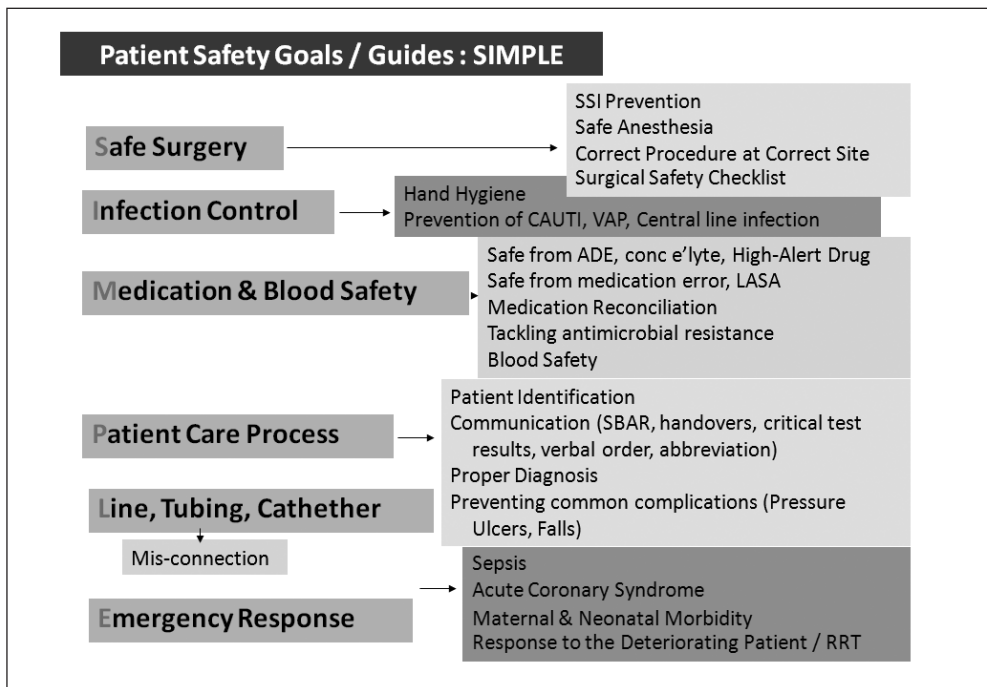 Patient Safety Goals / Guides : SIMPLE
Safe Surgery
SSI Prevention
Safe Anesthesia
Correct Procedure at Correct Site
Surgical Safety Checklist
Infection Control
Hand Hygiene
Prevention of CAUTI, VAP, Central line infection
Medication & Blood Safety
Safe from ADE, conc e'lyte, High-Alert Drug
Safe from medication error, LASA
Medication Reconciliation
Tackling antimicrobial resistance
Blood Safety
Patient Care Process
Patient Identification
Communication (SBAR, handovers, critical test
results, verbal order, abbreviation)
Proper Diagnosis
Preventing common complications (Pressure
Ulcers, Falls)
Line, Tubing, Cathether
Mis-connection
Emergency Response
Sepsis
Acute Coronary Syndrome
Maternal & Neonatal Morbidity
Response to the Deteriorating Patient / RRT